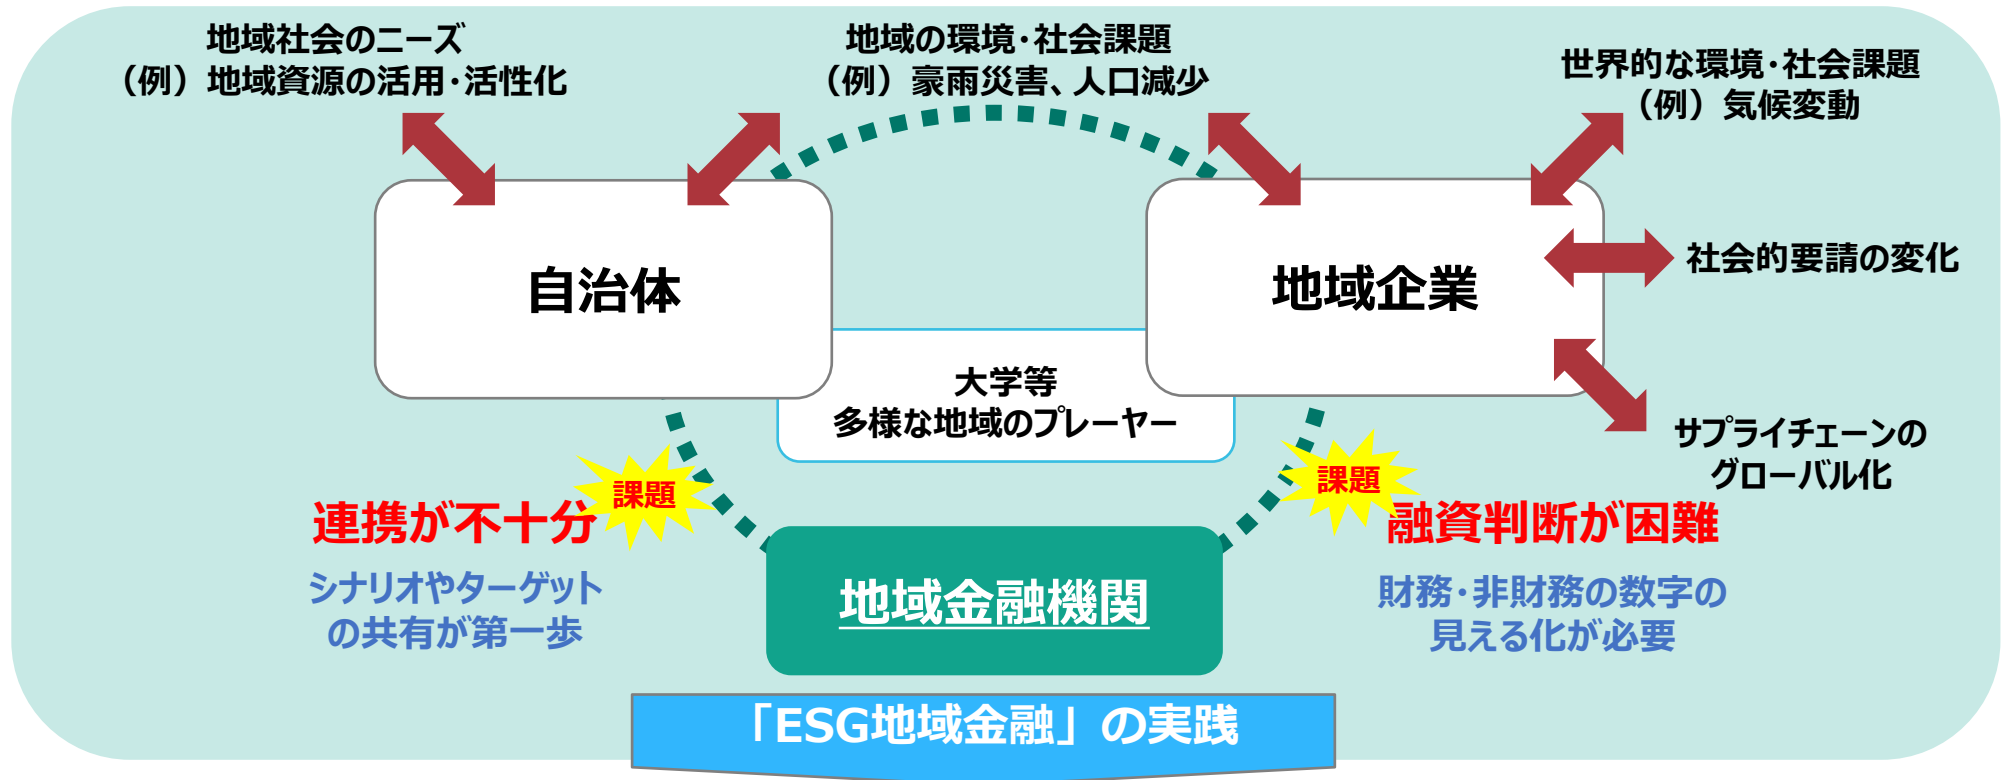 地域社会のニーズ
（例）地域資源の活用・活性化
地域の環境・社会課題
（例）豪雨災害、人口減少
世界的な環境・社会課題
（例）気候変動
自治体
地域企業
社会的要請の変化
大学等
多様な地域のプレーヤー
サプライチェーンの
グローバル化
課題
連携が不十分
シナリオやターゲット
の共有が第一歩
課題
融資判断が困難
財務・非財務の数字の
見える化が必要
地域金融機関
「ESG地域金融」の実践